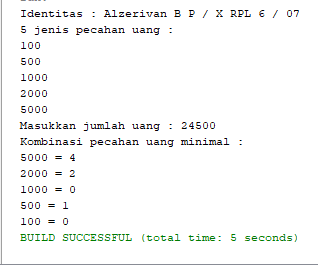 Identitas : Alzerivan B P / X RPL 6 / 07
5 jenis pecahan uang :
100
500
1000
2000
5000
Masukkan jumlah uang : 24500
Kombinasi pecahan uang minimal :
5000 = 4
2000 = 2
1000 = 0
500 = 1
100 = 0
BUILD SUCCESSFUL (total time: 5 seconds)